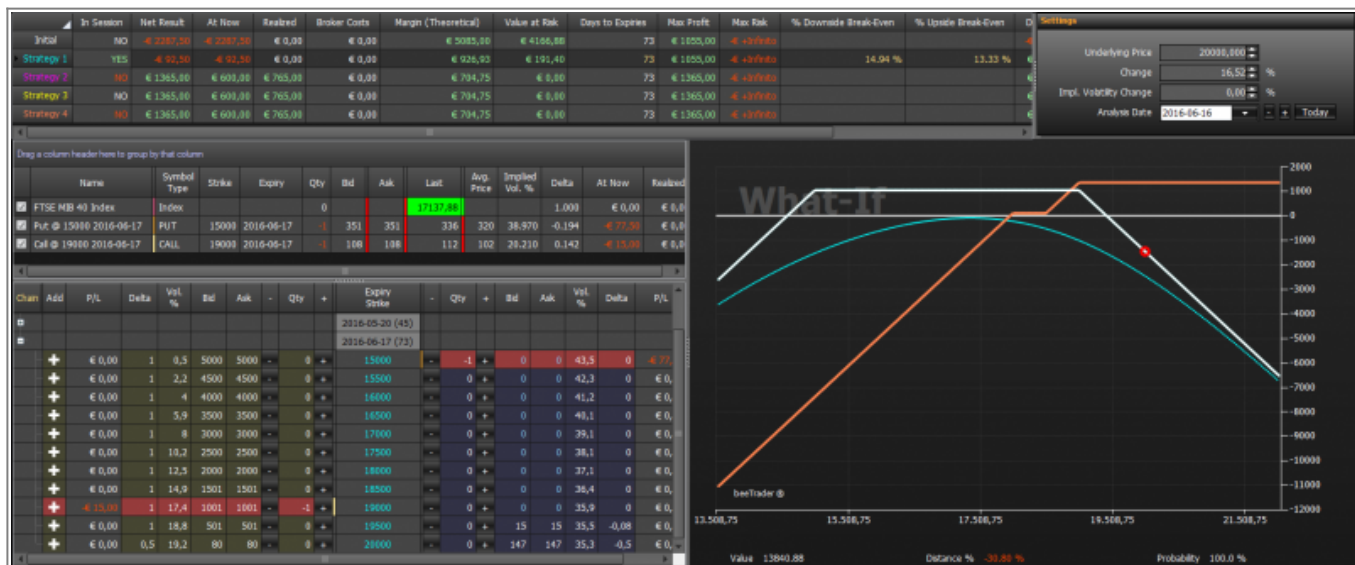 In Session Net Result At Now Realized Broker Costs Margin (Theoretical) Value at Risk Days to Expiries Max Profit Max Risk % Downside Break-Even % Upside Break-Even D
Initial NO -€ 2287,50 -€ 2287,50 € 0,00 € 0,00 € 5085,00 € 4166,88 73 € 1055,00 -€ +Infinito
Strategy 1 YES -€ 92,50 -€ 92,50 € 0,00 € 0,00 € 926,93 € 191,40 73 € 1055,00 -€ +Infinito 14.94 % 13.33 %
Strategy 2 NO € 1365,00 € 600,00 € 765,00 € 0,00 € 704,75 € 0,00 73 € 1365,00 -€ +Infinito
Strategy 3 NO € 1365,00 € 600,00 € 765,00 € 0,00 € 704,75 € 0,00 73 € 1365,00 -€ +Infinito
Strategy 4 NO € 1365,00 € 600,00 € 765,00 € 0,00 € 704,75 € 0,00 73 € 1365,00 -€ +Infinito
Settings
Underlying Price 20000,000
Change 16,52 %
Impl. Volatility Change 0,00 %
Analysis Date 2016-06-16 - + Today
Drag a column header here to group by that column
Name Symbol Type Strike Expiry Qty Bid Ask Last Avg. Price Implied Vol. % Delta At Now Realized
FTSE MIB 40 Index Index 0 17137,88 1.000 € 0,00 € 0,0
Put @ 15000 2016-06-17 PUT 15000 2016-06-17 -1 351 351 336 320 38.970 -0.194 -€ 77,50 € 0,0
Call @ 19000 2016-06-17 CALL 19000 2016-06-17 -1 108 108 112 102 20.210 0.142 -€ 15,00 € 0,0
Chain Add P/L Delta Vol. % Bid Ask - Qty + Expiry Strike - Qty + Bid Ask Vol. % Delta P/L
2016-05-20 (45)
2016-06-17 (73)
€ 0,00 1 0,5 5000 5000 - 0 + 15000 - -1 + 0 0 43,5 0 -€ 77,
€ 0,00 1 2,2 4500 4500 - 0 + 15500 - 0 + 0 0 42,3 0 € 0,
€ 0,00 1 4 4000 4000 - 0 + 16000 - 0 + 0 0 41,2 0 € 0,
€ 0,00 1 5,9 3500 3500 - 0 + 16500 - 0 + 0 0 40,1 0 € 0,
€ 0,00 1 8 3000 3000 - 0 + 17000 - 0 + 0 0 39,1 0 € 0,
€ 0,00 1 10,2 2500 2500 - 0 + 17500 - 0 + 0 0 38,1 0 € 0,
€ 0,00 1 12,5 2000 2000 - 0 + 18000 - 0 + 0 0 37,1 0 € 0,
€ 0,00 1 14,9 1501 1501 - 0 + 18500 - 0 + 0 0 36,4 0 € 0,
-€ 15,00 1 17,4 1001 1001 - -1 + 19000 - 0 + 0 0 35,9 0 € 0,
€ 0,00 1 18,8 501 501 - 0 + 19500 - 0 + 15 15 35,5 -0,08 € 0,
€ 0,00 0,5 19,2 80 80 - 0 + 20000 - 0 + 147 147 35,3 -0,5 € 0,
What-If
2000
1000
0
-1000
-2000
-3000
-4000
-5000
-6000
-7000
-8000
-9000
-10000
-11000
-12000
beeTrader ®
13.508,75 15.508,75 17.508,75 19.508,75 21.508,75
Value 13840.88 Distance % -30.80 % Probability 100.0 %